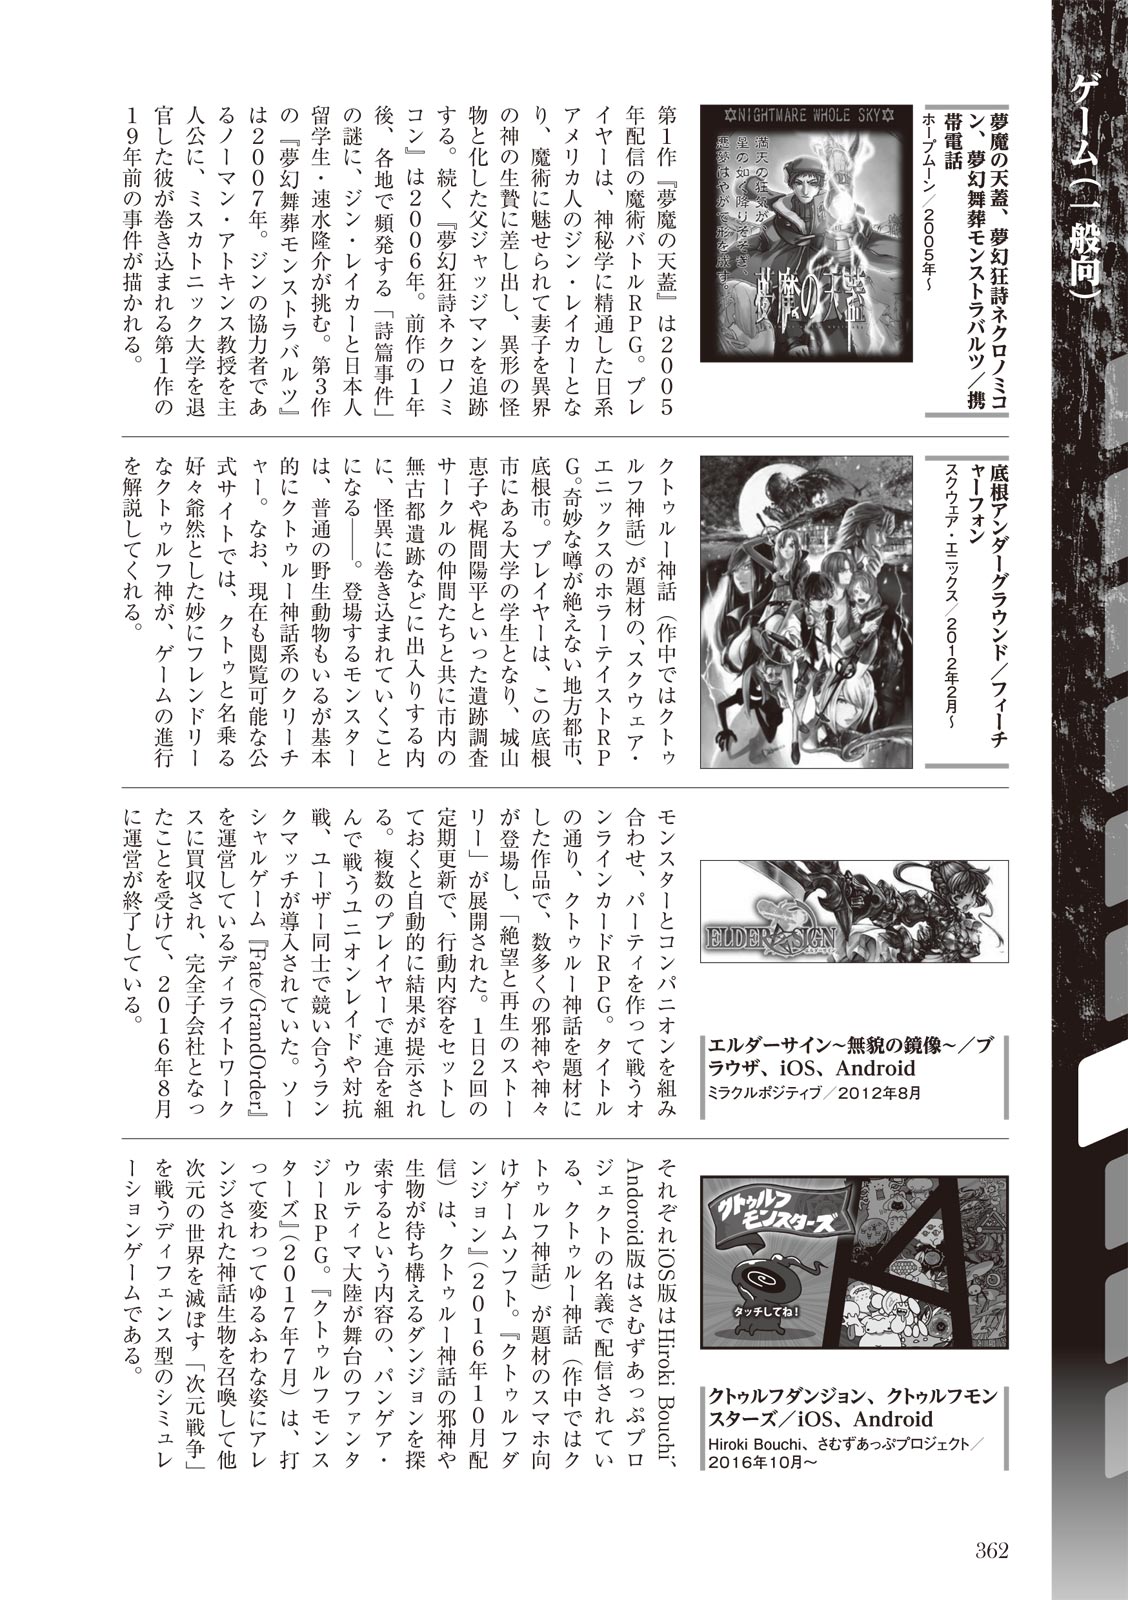 ゲーム(一般向)
夢魔の天蓋、夢幻狂詩ネクロノミコ
ン、夢幻舞葬モンストラバルツ／携
帯電話
ホープムーン／2005年～
✡NIGHTMARE WHOLE SKY✡
満天の狂気が、
星の如く降りそそぎ、
悪夢はやがて形を成す。
夢魔の天蓋
第1作『夢魔の天蓋』は2005
年配信の魔術バトルRPG。プレ
イヤーは、神秘学に精通した日系
アメリカ人のジン・レイカーとな
り、魔術に魅せられて妻子を異界
の神の生贄に差し出し、異形の怪
物と化した父ジャッジマンを追跡
する。続く『夢幻狂詩ネクロノミ
コン』は2006年。前作の1年
後、各地で頻発する「詩篇事件」
の謎に、ジン・レイカーと日本人
留学生・速水隆介が挑む。第3作
の『夢幻舞葬モンストラバルツ』
は2007年。ジンの協力者であ
るノーマン・アトキンス教授を主
人公に、ミスカトニック大学を退
官した彼が巻き込まれる第1作の
19年前の事件が描かれる。
底根アンダーグラウンド／フィーチ
ャーフォン
スクウェア・エニックス／2012年2月～
クトゥルー神話（作中ではクトゥ
ルフ神話）が題材の、スクウェア・
エニックスのホラーテイストRP
G。奇妙な噂が絶えない地方都市、
底根市。プレイヤーは、この底根
市にある大学の学生となり、城山
恵子や梶間陽平といった遺跡調査
サークルの仲間たちと共に市内の
無古都遺跡などに出入りする内
に、怪異に巻き込まれていくこと
になる――。登場するモンスター
は、普通の野生動物もいるが基本
的にクトゥルー神話系のクリーチ
ャー。なお、現在も閲覧可能な公
式サイトでは、クトゥと名乗る
好々爺然とした妙にフレンドリー
なクトゥルフ神が、ゲームの進行
を解説してくれる。
ELDER SIGN
エルダーサイン～無貌の鏡像～／ブ
ラウザ、iOS、Android
ミラクルポジティブ／2012年8月
モンスターとコンパニオンを組み
合わせ、パーティを作って戦うオ
ンラインカードRPG。タイトル
の通り、クトゥルー神話を題材に
した作品で、数多くの邪神や神々
が登場し、「絶望と再生のストー
リー」が展開された。1日2回の
定期更新で、行動内容をセットし
ておくと自動的に結果が提示され
る。複数のプレイヤーで連合を組
んで戦うユニオンレイドや対抗
戦、ユーザー同士で競い合うラン
クマッチが導入されていた。ソー
シャルゲーム『Fate/GrandOrder』
を運営しているディライトワーク
スに買収され、完全子会社となっ
たことを受けて、2016年8月
に運営が終了している。
クトゥルフ
モンスターズ
タッチしてね!
クトゥルフダンジョン、クトゥルフモン
スターズ／iOS、Android
Hiroki Bouchi、さむずあっぷプロジェクト／
2016年10月～
それぞれiOS版はHiroki Bouchi、
Andoroid版はさむずあっぷプロ
ジェクトの名義で配信されてい
る、クトゥルー神話（作中ではク
トゥルフ神話）が題材のスマホ向
けゲームソフト。『クトゥルフダ
ンジョン』（2016年10月配
信）は、クトゥルー神話の邪神や
生物が待ち構えるダンジョンを探
索するという内容の、パンゲア・
ウルティマ大陸が舞台のファンタ
ジーRPG。『クトゥルフモンス
ターズ』（2017年7月）は、打
って変わってゆるふわな姿にアレ
ンジされた神話生物を召喚して他
次元の世界を滅ぼす「次元戦争」
を戦うディフェンス型のシミュレ
ーションゲームである。
362